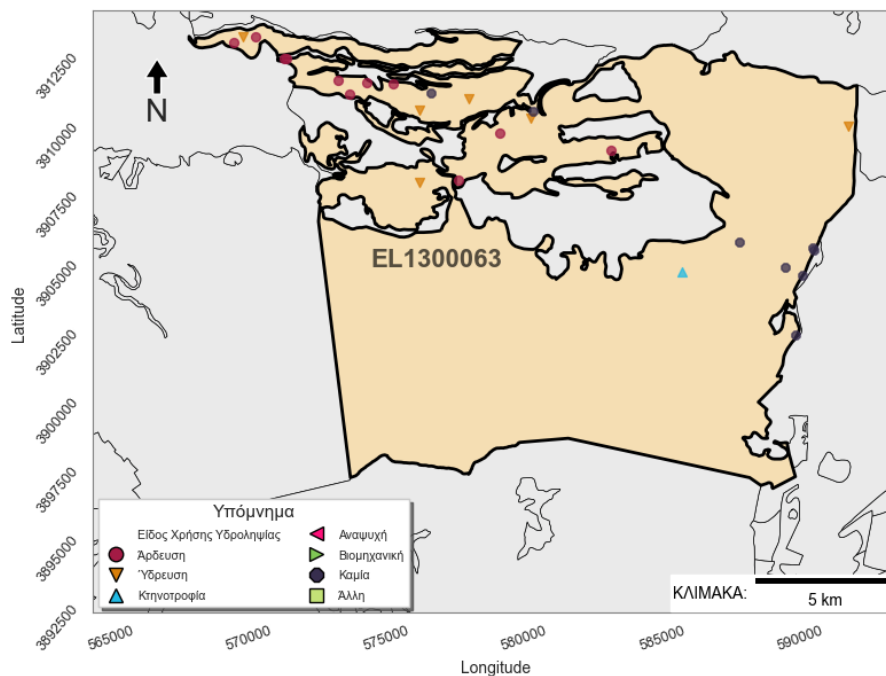 3912500
3910000
3907500
3905000
3902500
3900000
3897500
3895000
3892500
Latitude
N
EL1300063
Υπόμνημα
Είδος Χρήσης Υδροληψίας
Άρδευση
Ύδρευση
Κτηνοτροφία
Αναψυχή
Βιομηχανική
Καμία
Άλλη
ΚΛΙΜΑΚΑ:
5 km
565000
570000
575000
580000
585000
590000
Longitude